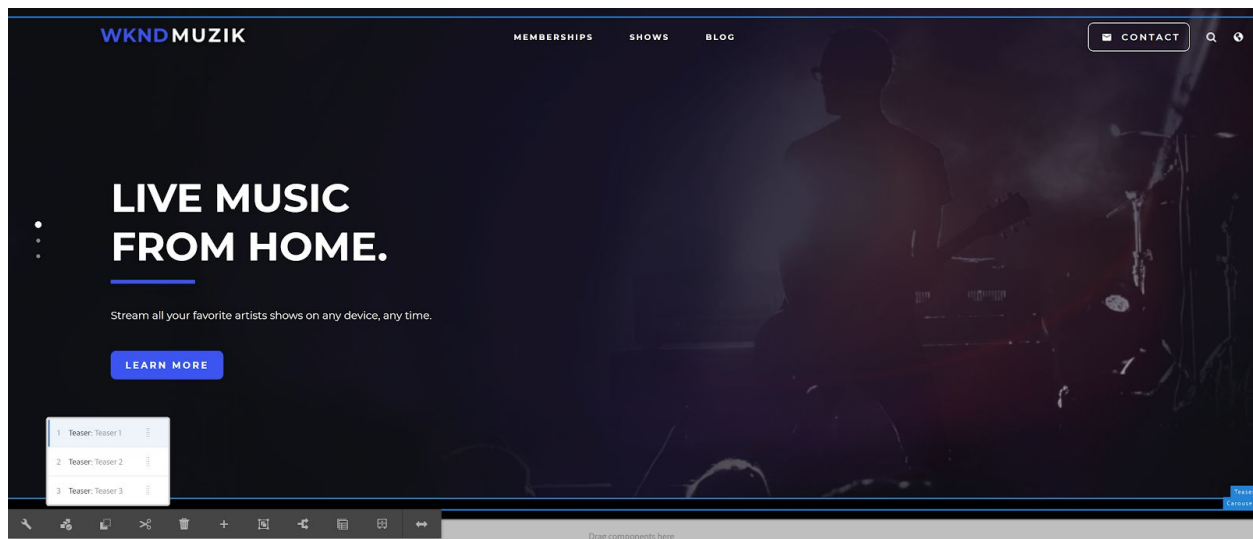 WKNDMUZIK
MEMBERSHIPS SHOWS BLOG
CONTACT
LIVE MUSIC
FROM HOME.
Stream all your favorite artists shows on any device, any time.
LEARN MORE
1 Teaser: Teaser 1
2 Teaser: Teaser 2
3 Teaser: Teaser 3
Teaser
Carousel
Drag components here